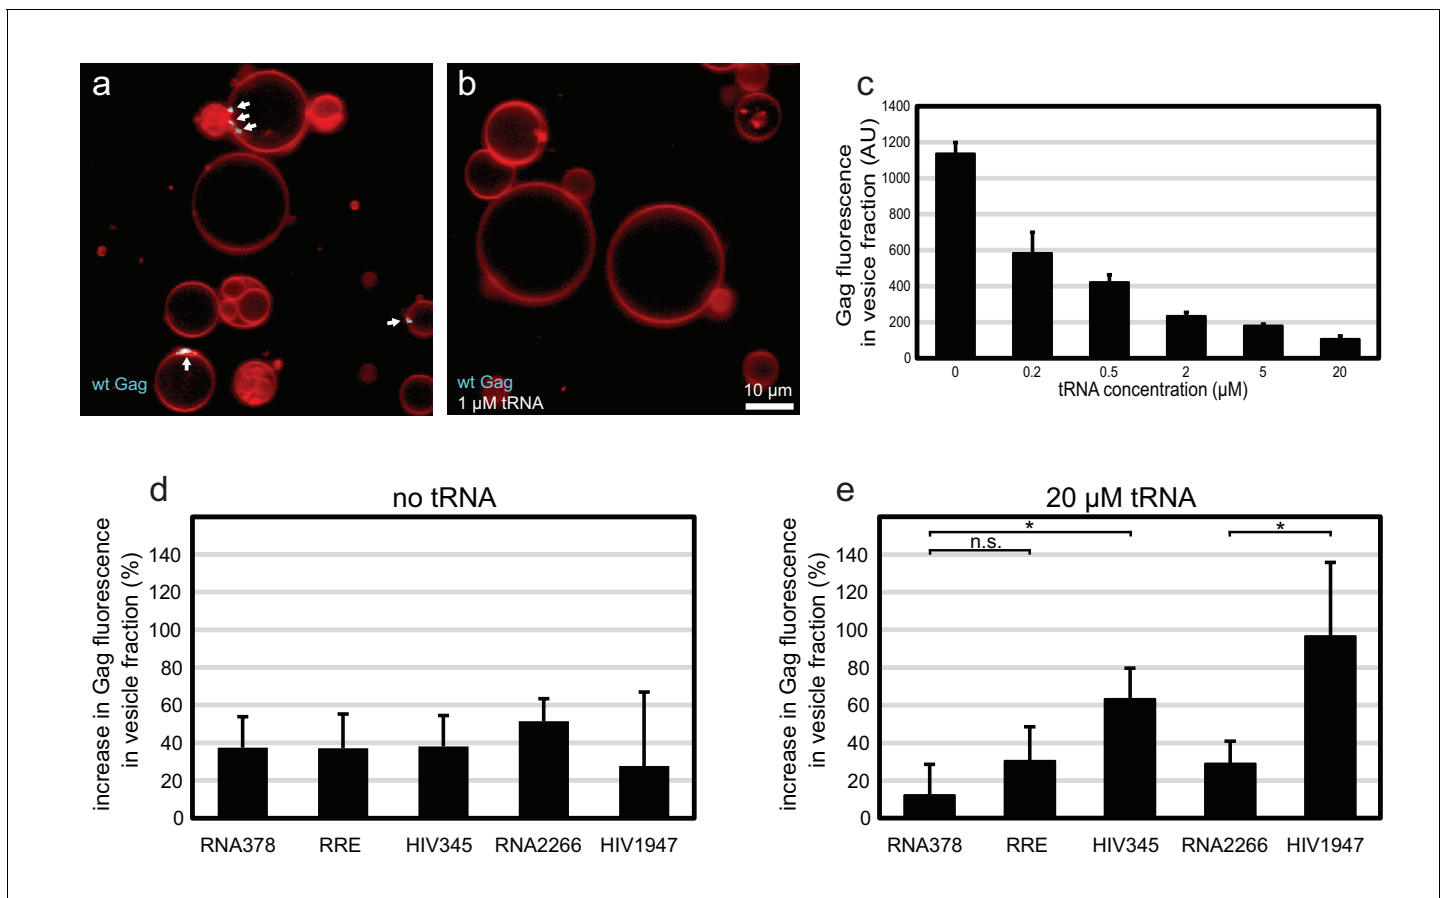 a
wt Gag
b
wt Gag
1 µM tRNA
10 µm
c
Gag fluorescence
in vesice fraction (AU)
1400
1200
1000
800
600
400
200
0
0 0.2 0.5 2 5 20
tRNA concentration (µM)
d
no tRNA
increase in Gag fluorescence
in vesicle fraction (%)
140
120
100
80
60
40
20
0
RNA378 RRE HIV345 RNA2266 HIV1947
e
20 µM tRNA
increase in Gag fluorescence
in vesicle fraction (%)
* *
n.s.
140
120
100
80
60
40
20
0
RNA378 RRE HIV345 RNA2266 HIV1947